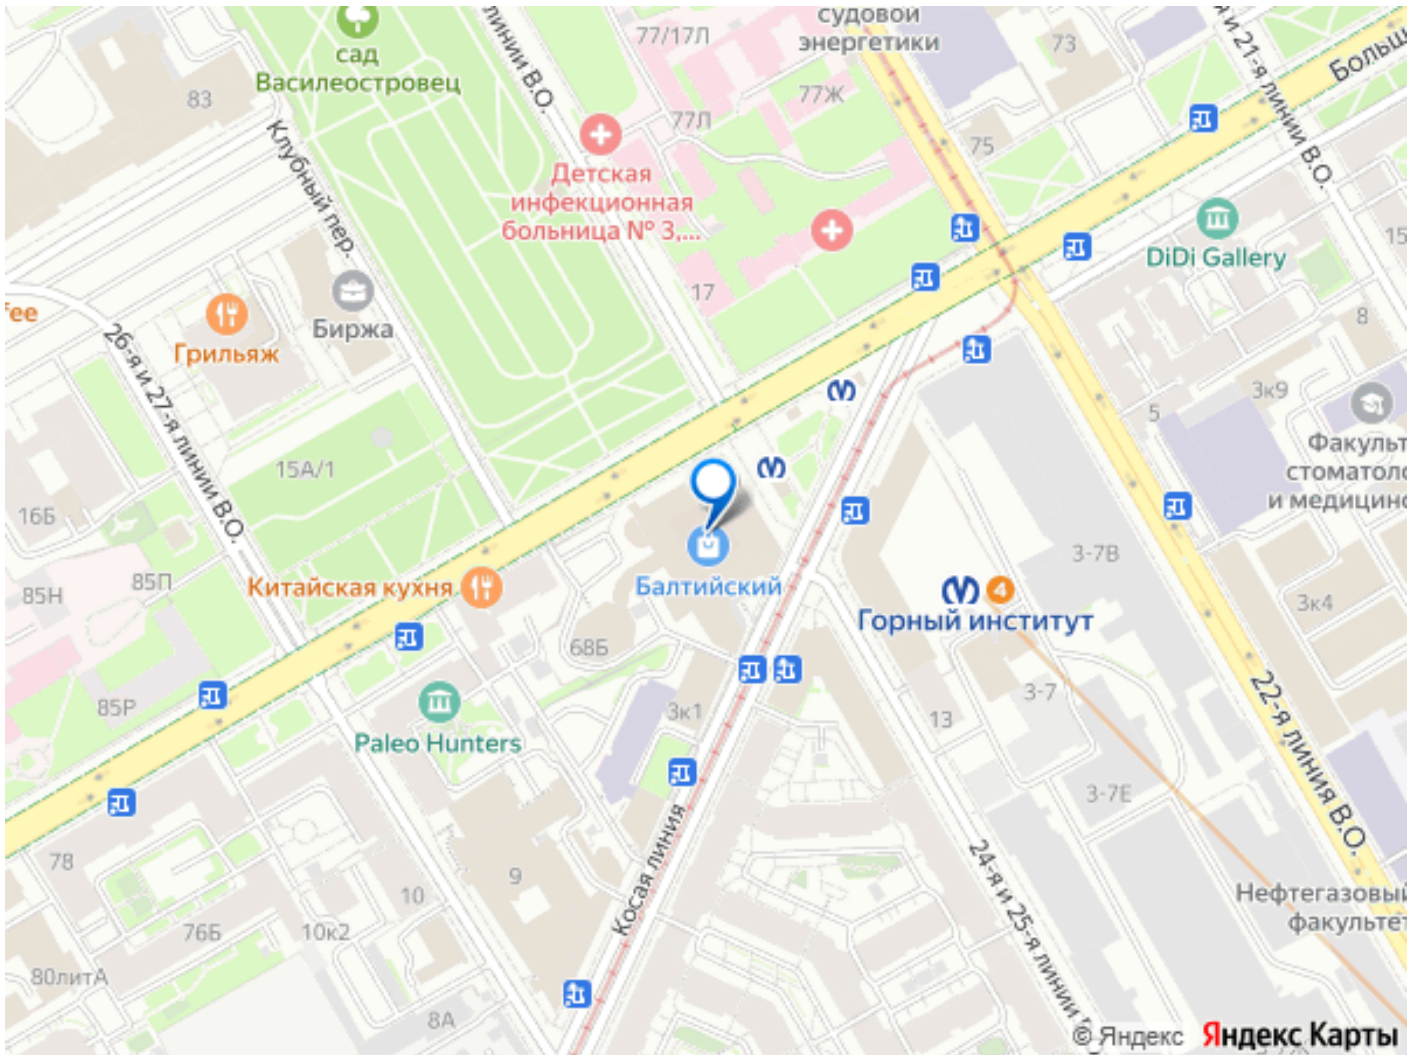 судовой
энергетики
77/17Л
73
Больш
я и 21-я линии В.О.
линии В.О.
сад
Василеостровец
83
77Ж
77Л
75
Клубный пер.
Детская
инфекционная
больница № 3,...
DiDi Gallery
15
17
fee
Биржа
Грильяж
26-я и 27-я линии В.О.
8
3к9
5
Факульт
стоматоло
и медицинс
15А/1
16Б
3-7В
85Н
85П
Китайская кухня
Балтийский
4
Горный институт
3к4
68Б
85Р
Paleo Hunters
3к1
13
3-7
22-я линия В.О.
3-7Е
78
Косая линия
24-я и 25-я линии В
9
10
Нефтегазовый
факультет
76Б
10к2
80литА
8А
© Яндекс Яндекс Карты